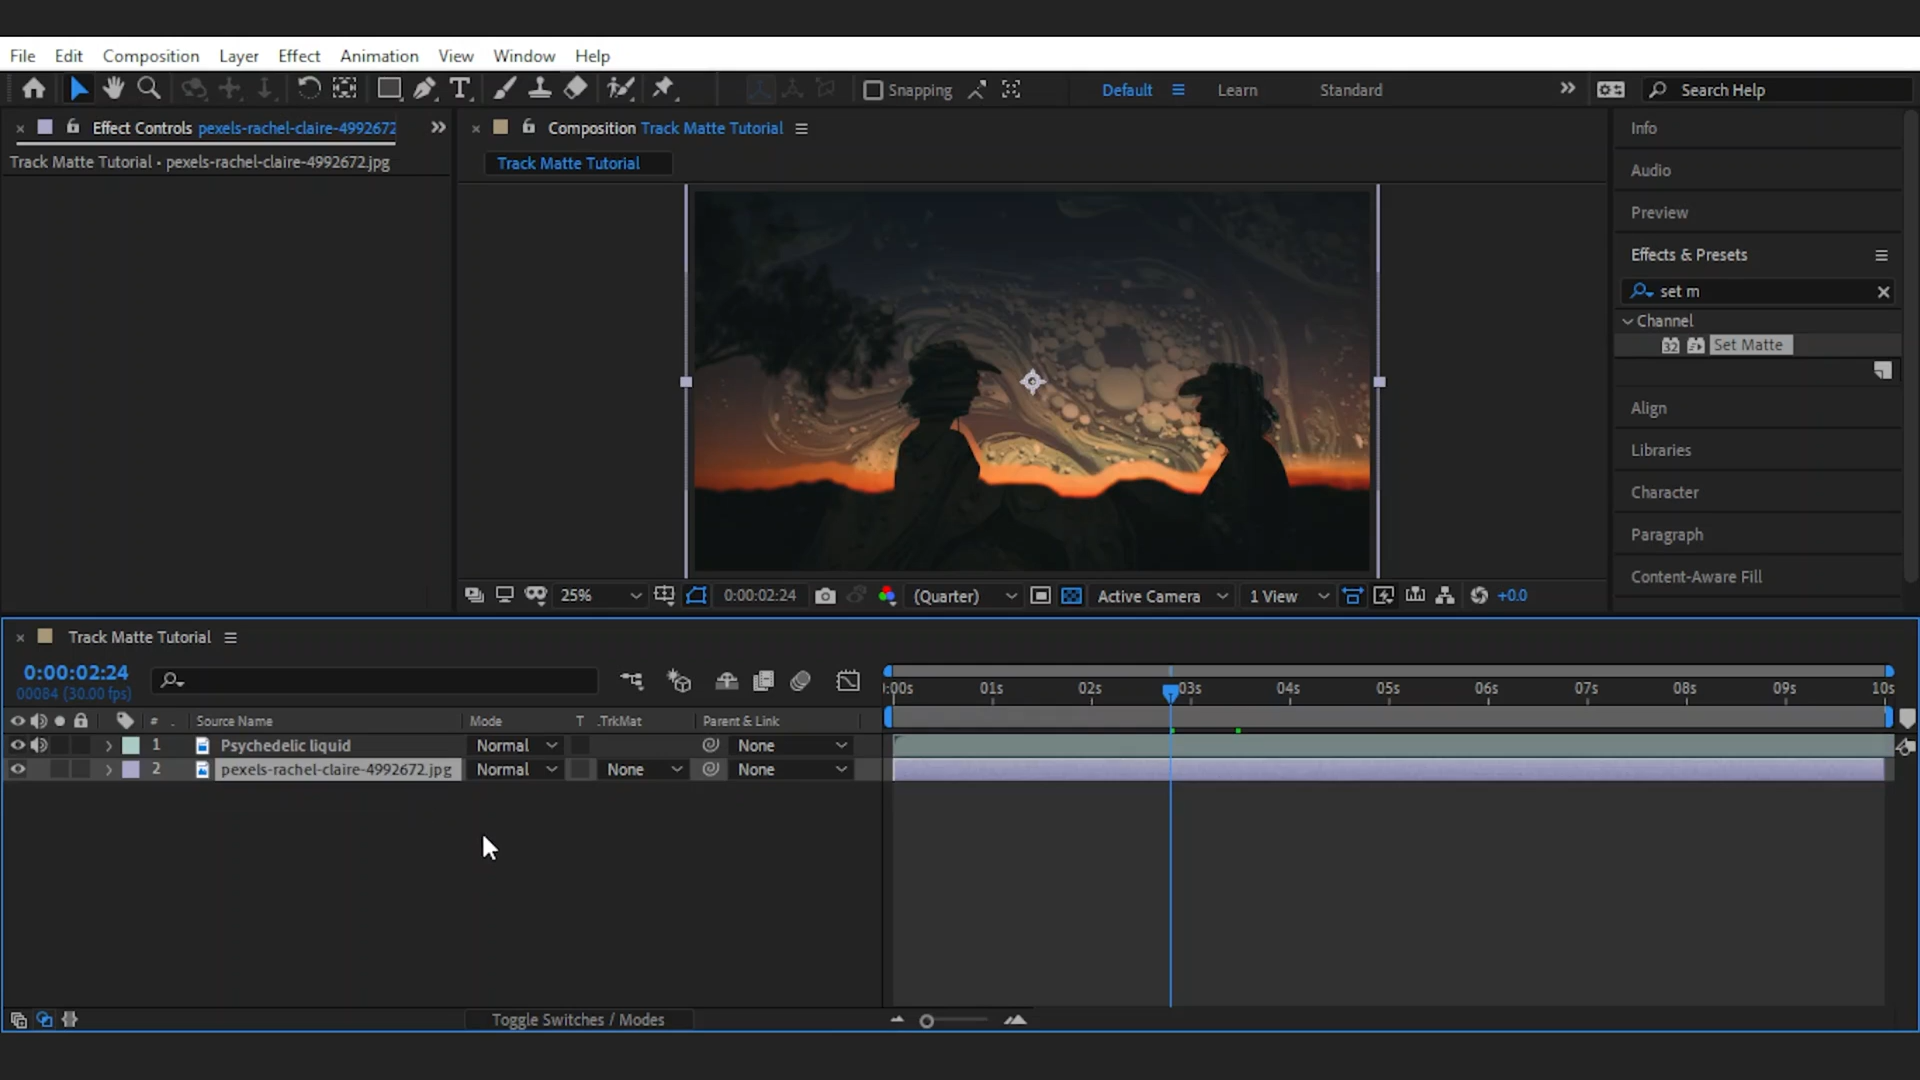 File Edit Composition Layer Effect Animation View Window Help
Snapping Default Learn Standard Search Help
Effect Controls pexels-rachel-claire-4992672
Track Matte Tutorial • pexels-rachel-claire-4992672.jpg
Composition Track Matte Tutorial
Track Matte Tutorial
25% 0:00:02:24 (Quarter) Active Camera 1 View +0.0
Info
Audio
Preview
Effects & Presets
set m
Channel
32 Set Matte
Align
Libraries
Character
Paragraph
Content-Aware Fill
Track Matte Tutorial
0:00:02:24
00084 (30.00 fps)
# Source Name Mode T .TrkMat Parent & Link
1 Psychedelic liquid Normal None
2 pexels-rachel-claire-4992672.jpg Normal None None
:00s 01s 02s 03s 04s 05s 06s 07s 08s 09s 10s
Toggle Switches / Modes